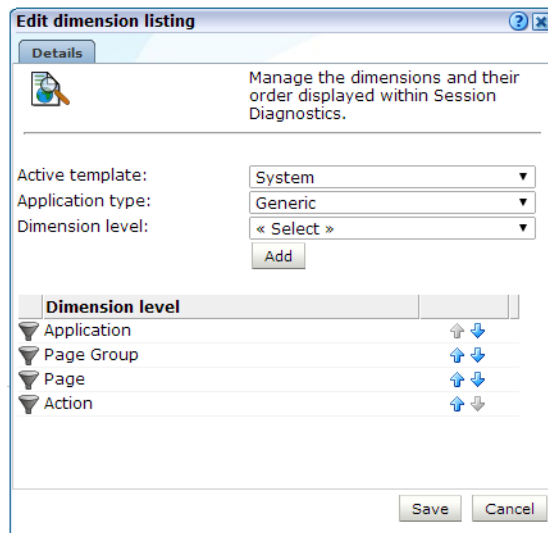 Edit dimension listing
?
Details
Manage the dimensions and their
order displayed within Session
Diagnostics.
Active template:
System
Application type:
Generic
Dimension level:
« Select »
Add
Dimension level
Application
Page Group
Page
Action
Save
Cancel